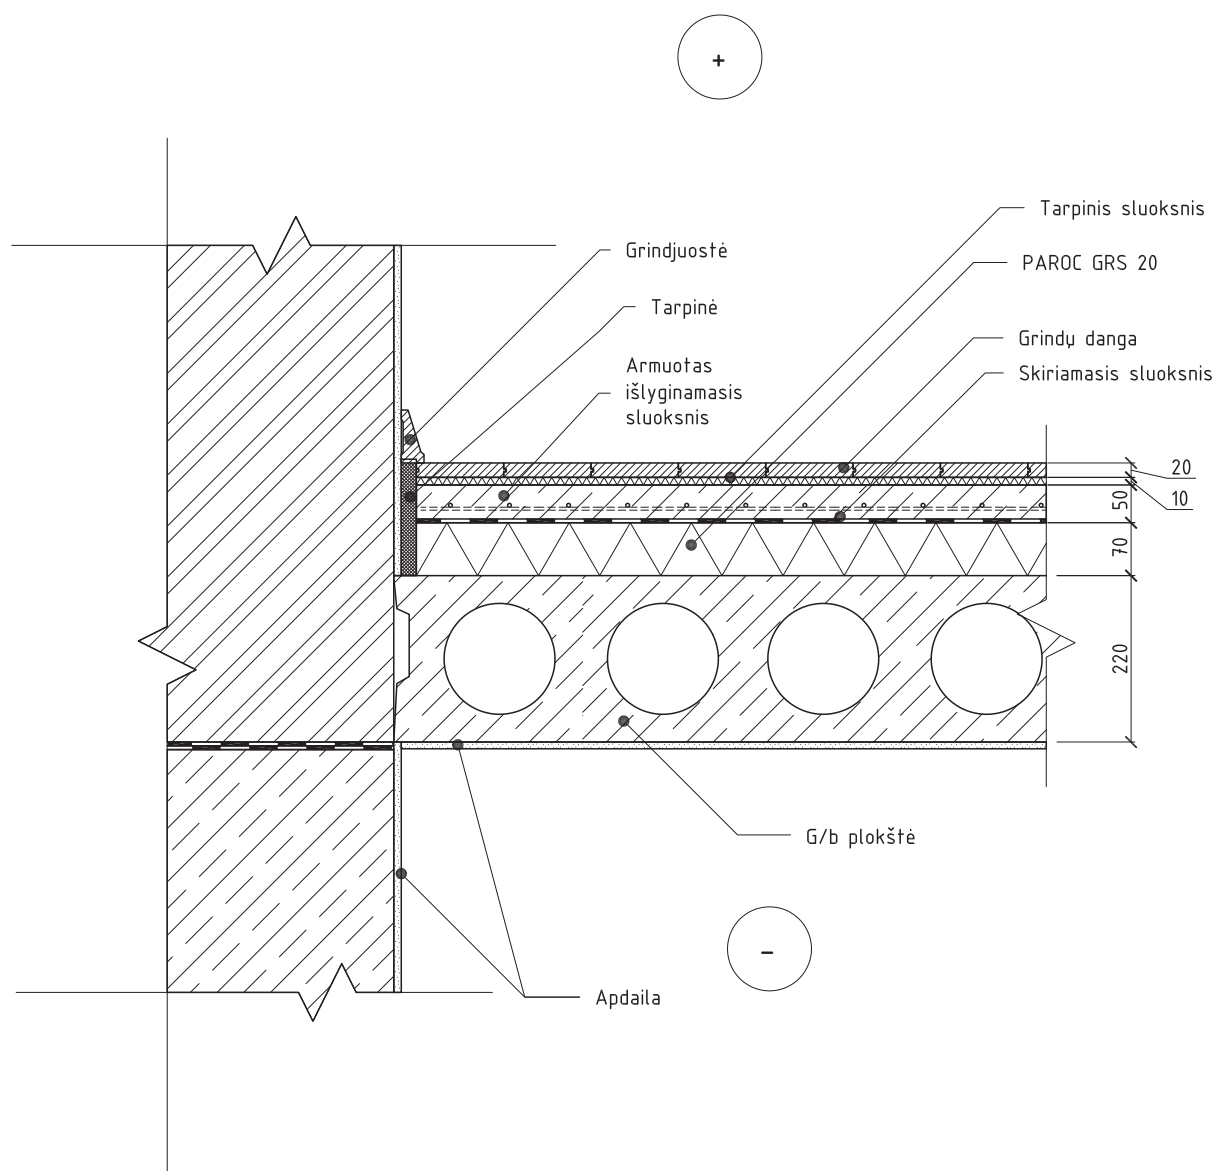 +
Tarpinis sluoksnis
Grindjuostė
PAROC GRS 20
Tarpinė
Grindų danga
Armuotas
išlyginamasis
sluoksnis
Skiriamasis sluoksnis
20
10
50
70
220
G/b plokštė
-
Apdaila